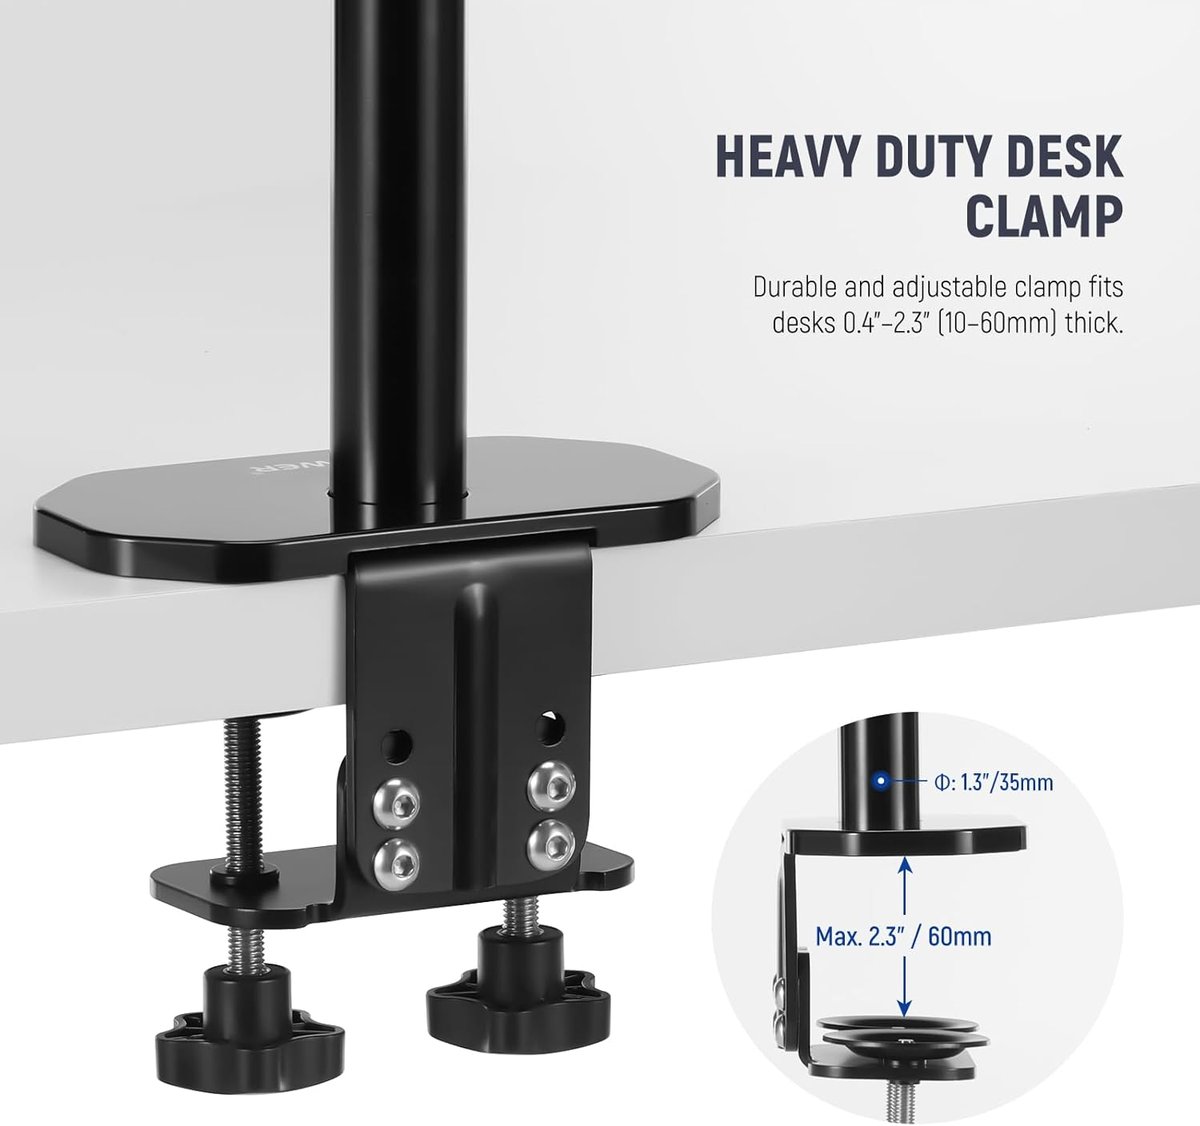 HEAVY DUTY DESK
CLAMP
Durable and adjustable clamp fits
desks 0.4"–2.3" (10–60mm) thick.
Φ: 1.3"/35mm
Max. 2.3" / 60mm